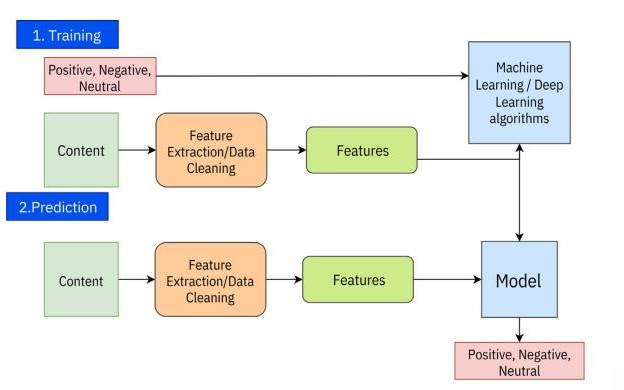 1. Training
Positive, Negative,
Neutral
Machine
Learning / Deep
Learning
algorithms
Content
Feature
Extraction/Data
Cleaning
Features
2.Prediction
Content
Feature
Extraction/Data
Cleaning
Features
Model
Positive, Negative,
Neutral